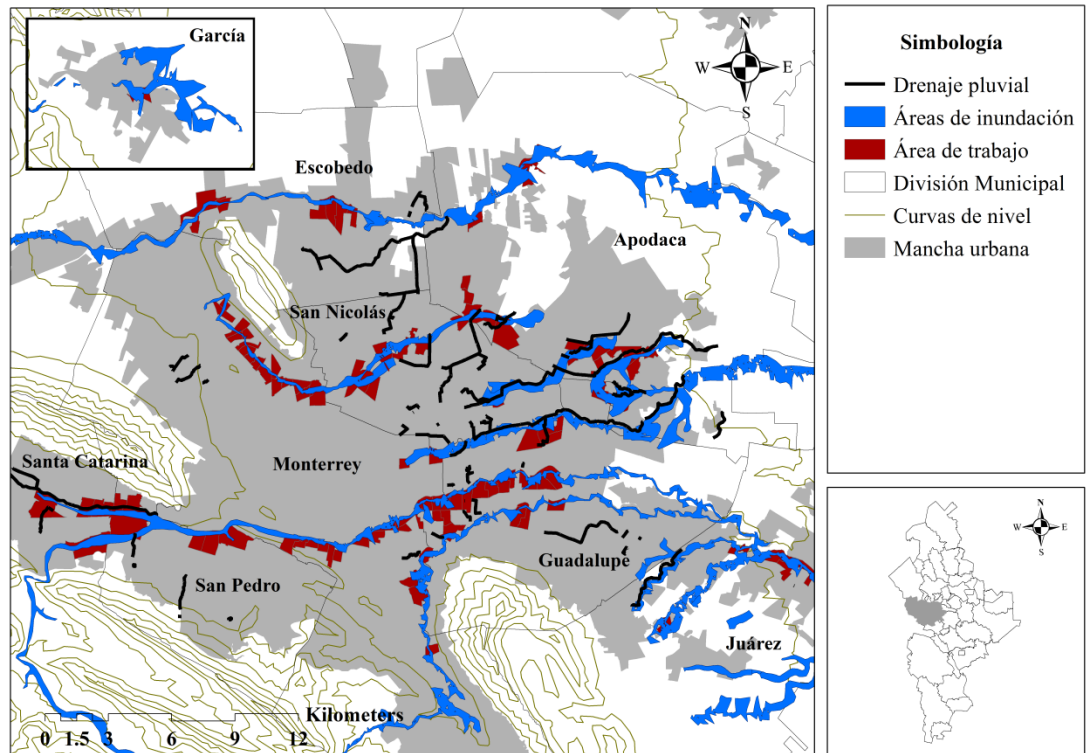 García
N
W E
S
Escobedo
Apodaca
San Nicolás
Santa Catarina
Monterrey
Guadalupe
San Pedro
Juárez
Kilometers
0 1.5 3 6 9 12
Simbología
Drenaje pluvial
Áreas de inundación
Área de trabajo
División Municipal
Curvas de nivel
Mancha urbana
N
W E
S